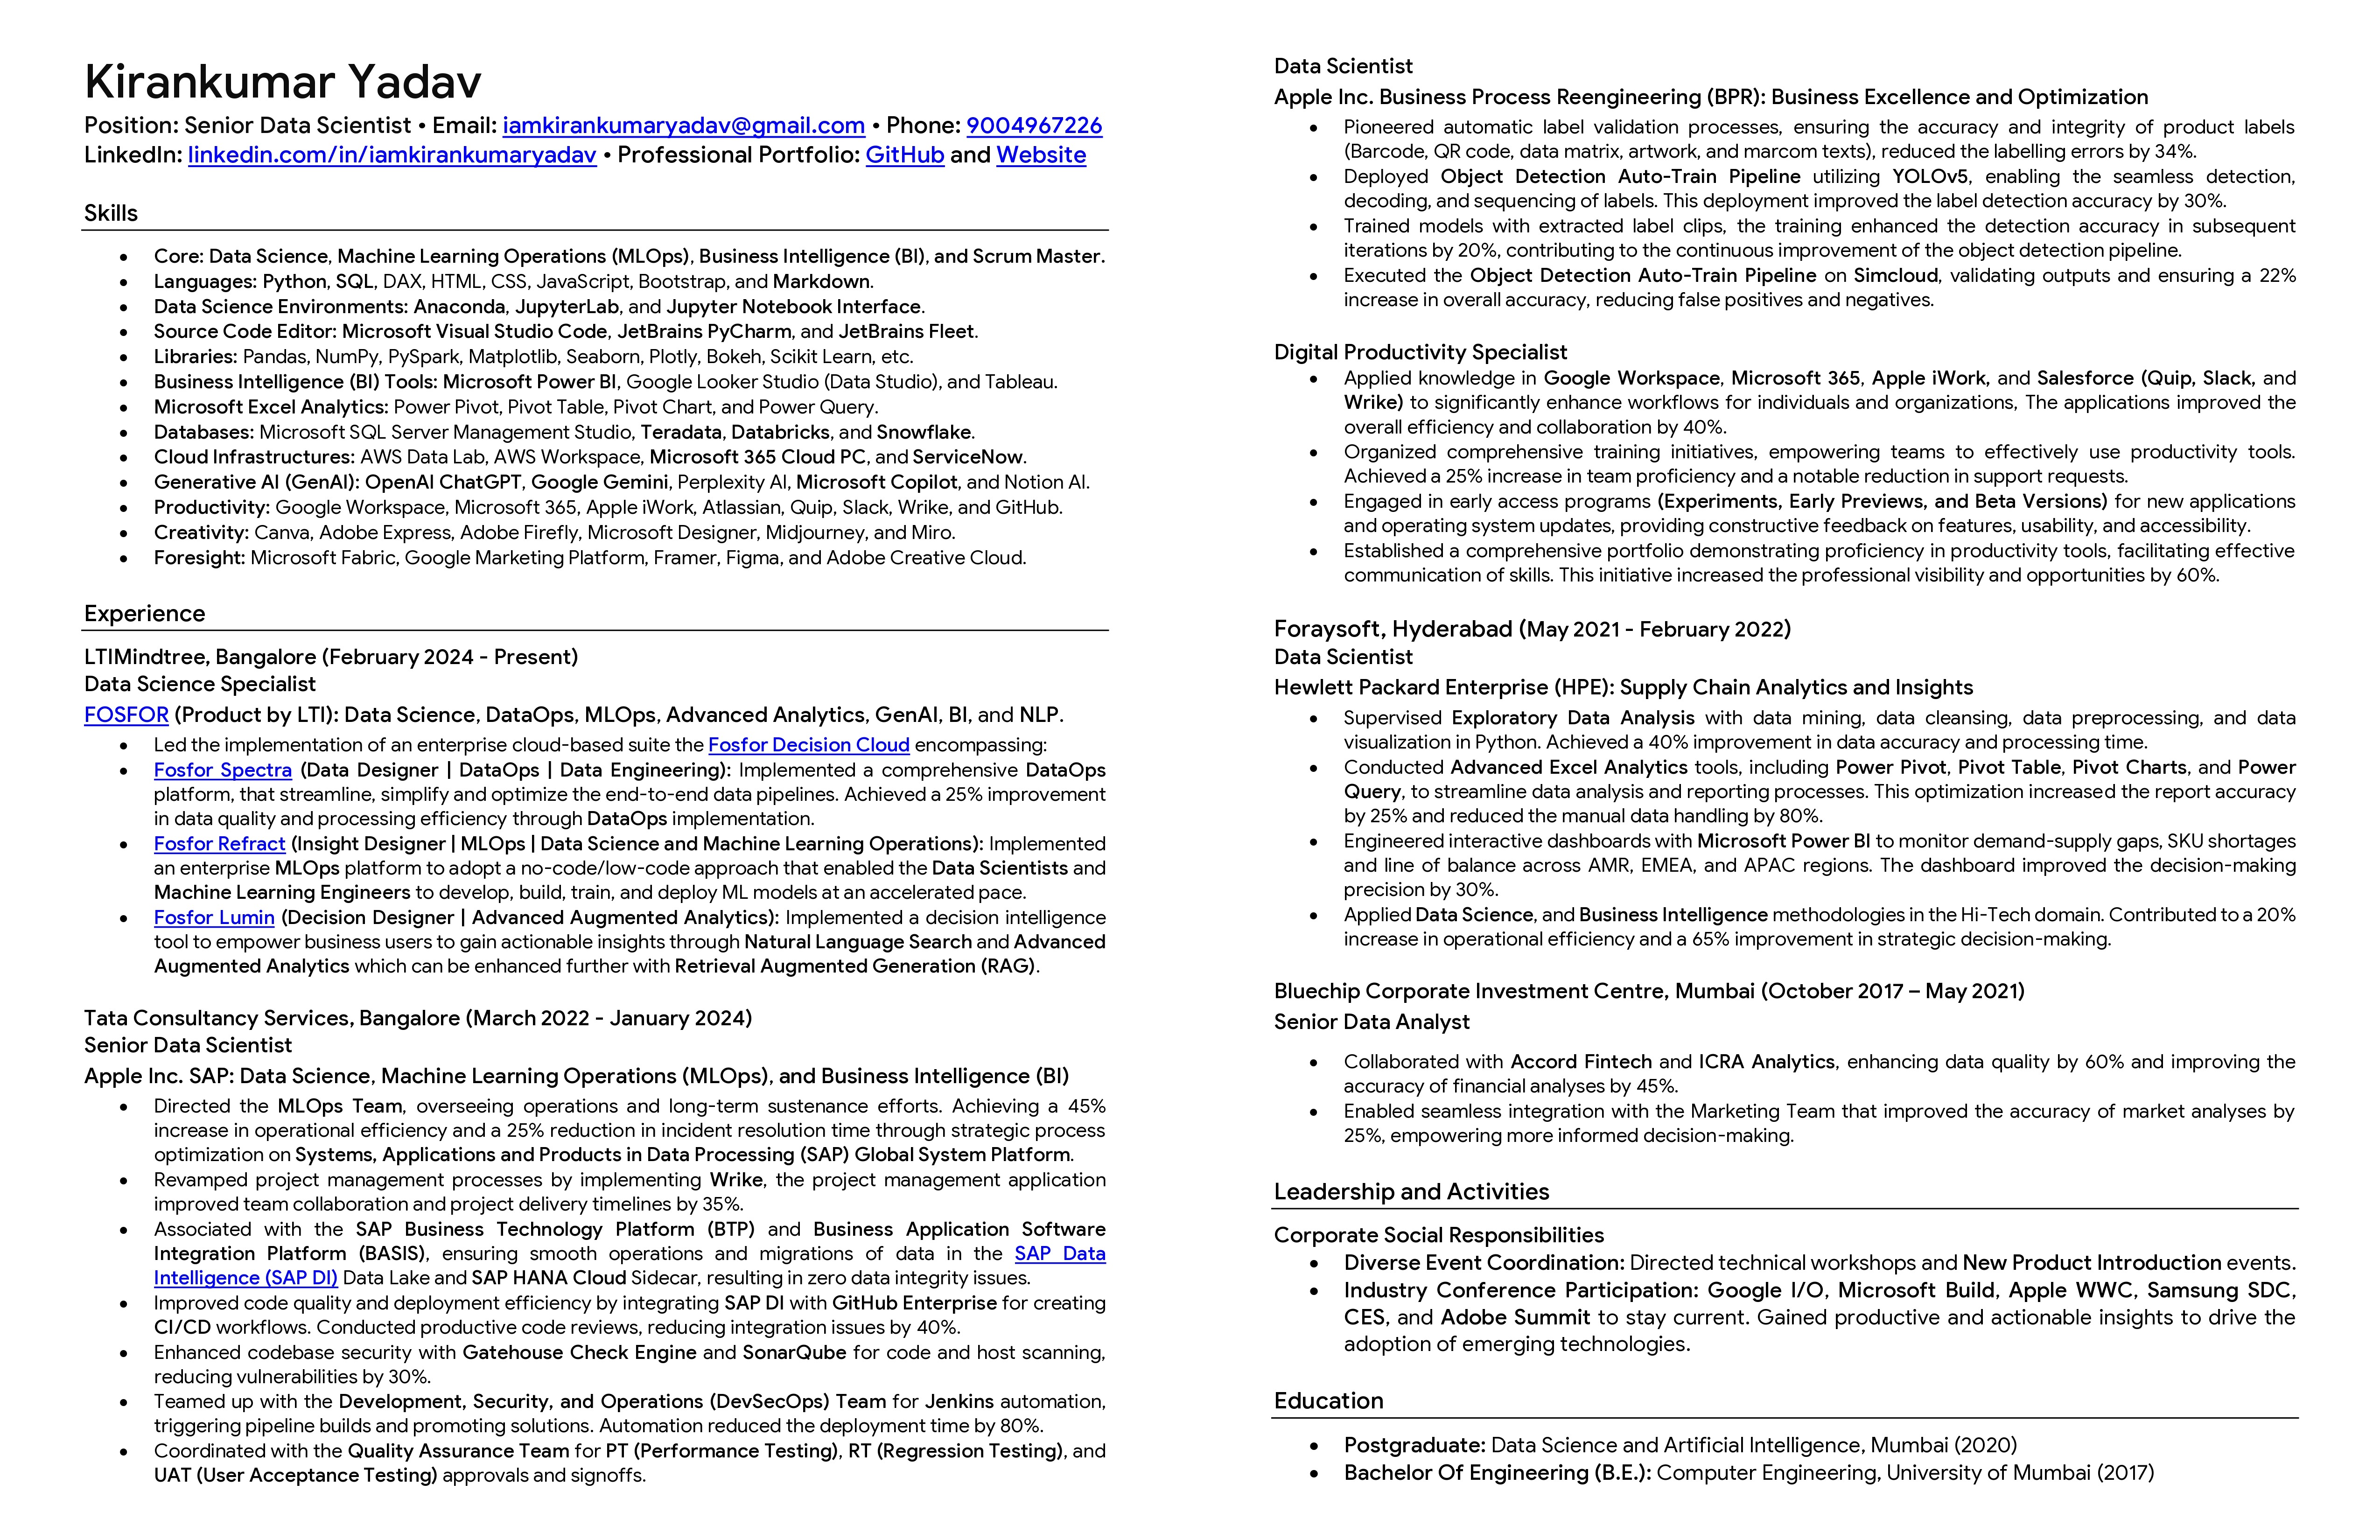 Kirankumar Yadav
Position: Senior Data Scientist • Email: iamkirankumaryadav@gmail.com • Phone: 9004967226
LinkedIn: linkedin.com/in/iamkirankumaryadav • Professional Portfolio: GitHub and Website
Skills
• Core: Data Science, Machine Learning Operations (MLOps), Business Intelligence (BI), and Scrum Master.
• Languages: Python, SQL, DAX, HTML, CSS, JavaScript, Bootstrap, and Markdown.
• Data Science Environments: Anaconda, JupyterLab, and Jupyter Notebook Interface.
• Source Code Editor: Microsoft Visual Studio Code, JetBrains PyCharm, and JetBrains Fleet.
• Libraries: Pandas, NumPy, PySpark, Matplotlib, Seaborn, Plotly, Bokeh, Scikit Learn, etc.
• Business Intelligence (BI) Tools: Microsoft Power BI, Google Looker Studio (Data Studio), and Tableau.
• Microsoft Excel Analytics: Power Pivot, Pivot Table, Pivot Chart, and Power Query.
• Databases: Microsoft SQL Server Management Studio, Teradata, Databricks, and Snowflake.
• Cloud Infrastructures: AWS Data Lab, AWS Workspace, Microsoft 365 Cloud PC, and ServiceNow.
• Generative AI (GenAI): OpenAI ChatGPT, Google Gemini, Perplexity AI, Microsoft Copilot, and Notion AI.
• Productivity: Google Workspace, Microsoft 365, Apple iWork, Atlassian, Quip, Slack, Wrike, and GitHub.
• Creativity: Canva, Adobe Express, Adobe Firefly, Microsoft Designer, Midjourney, and Miro.
• Foresight: Microsoft Fabric, Google Marketing Platform, Framer, Figma, and Adobe Creative Cloud.
Experience
LTIMindtree, Bangalore (February 2024 - Present)
Data Science Specialist
FOSFOR (Product by LTI): Data Science, DataOps, MLOps, Advanced Analytics, GenAI, BI, and NLP.
• Led the implementation of an enterprise cloud-based suite the Fosfor Decision Cloud encompassing:
• Fosfor Spectra (Data Designer | DataOps | Data Engineering): Implemented a comprehensive DataOps
platform, that streamline, simplify and optimize the end-to-end data pipelines. Achieved a 25% improvement
in data quality and processing efficiency through DataOps implementation.
• Fosfor Refract (Insight Designer | MLOps | Data Science and Machine Learning Operations): Implemented
an enterprise MLOps platform to adopt a no-code/low-code approach that enabled the Data Scientists and
Machine Learning Engineers to develop, build, train, and deploy ML models at an accelerated pace.
• Fosfor Lumin (Decision Designer | Advanced Augmented Analytics): Implemented a decision intelligence
tool to empower business users to gain actionable insights through Natural Language Search and Advanced
Augmented Analytics which can be enhanced further with Retrieval Augmented Generation (RAG).
Tata Consultancy Services, Bangalore (March 2022 - January 2024)
Senior Data Scientist
Apple Inc. SAP: Data Science, Machine Learning Operations (MLOps), and Business Intelligence (BI)
• Directed the MLOps Team, overseeing operations and long-term sustenance efforts. Achieving a 45%
increase in operational efficiency and a 25% reduction in incident resolution time through strategic process
optimization on Systems, Applications and Products in Data Processing (SAP) Global System Platform.
• Revamped project management processes by implementing Wrike, the project management application
improved team collaboration and project delivery timelines by 35%.
• Associated with the SAP Business Technology Platform (BTP) and Business Application Software
Integration Platform (BASIS), ensuring smooth operations and migrations of data in the SAP Data
Intelligence (SAP DI) Data Lake and SAP HANA Cloud Sidecar, resulting in zero data integrity issues.
• Improved code quality and deployment efficiency by integrating SAP DI with GitHub Enterprise for creating
CI/CD workflows. Conducted productive code reviews, reducing integration issues by 40%.
• Enhanced codebase security with Gatehouse Check Engine and SonarQube for code and host scanning,
reducing vulnerabilities by 30%.
• Teamed up with the Development, Security, and Operations (DevSecOps) Team for Jenkins automation,
triggering pipeline builds and promoting solutions. Automation reduced the deployment time by 80%.
• Coordinated with the Quality Assurance Team for PT (Performance Testing), RT (Regression Testing), and
UAT (User Acceptance Testing) approvals and signoffs.
Data Scientist
Apple Inc. Business Process Reengineering (BPR): Business Excellence and Optimization
• Pioneered automatic label validation processes, ensuring the accuracy and integrity of product labels
(Barcode, QR code, data matrix, artwork, and marcom texts), reduced the labelling errors by 34%.
• Deployed Object Detection Auto-Train Pipeline utilizing YOLOv5, enabling the seamless detection,
decoding, and sequencing of labels. This deployment improved the label detection accuracy by 30%.
• Trained models with extracted label clips, the training enhanced the detection accuracy in subsequent
iterations by 20%, contributing to the continuous improvement of the object detection pipeline.
• Executed the Object Detection Auto-Train Pipeline on Simcloud, validating outputs and ensuring a 22%
increase in overall accuracy, reducing false positives and negatives.
Digital Productivity Specialist
• Applied knowledge in Google Workspace, Microsoft 365, Apple iWork, and Salesforce (Quip, Slack, and
Wrike) to significantly enhance workflows for individuals and organizations, The applications improved the
overall efficiency and collaboration by 40%.
• Organized comprehensive training initiatives, empowering teams to effectively use productivity tools.
Achieved a 25% increase in team proficiency and a notable reduction in support requests.
• Engaged in early access programs (Experiments, Early Previews, and Beta Versions) for new applications
and operating system updates, providing constructive feedback on features, usability, and accessibility.
• Established a comprehensive portfolio demonstrating proficiency in productivity tools, facilitating effective
communication of skills. This initiative increased the professional visibility and opportunities by 60%.
Foraysoft, Hyderabad (May 2021 - February 2022)
Data Scientist
Hewlett Packard Enterprise (HPE): Supply Chain Analytics and Insights
• Supervised Exploratory Data Analysis with data mining, data cleansing, data preprocessing, and data
visualization in Python. Achieved a 40% improvement in data accuracy and processing time.
• Conducted Advanced Excel Analytics tools, including Power Pivot, Pivot Table, Pivot Charts, and Power
Query, to streamline data analysis and reporting processes. This optimization increased the report accuracy
by 25% and reduced the manual data handling by 80%.
• Engineered interactive dashboards with Microsoft Power BI to monitor demand-supply gaps, SKU shortages
and line of balance across AMR, EMEA, and APAC regions. The dashboard improved the decision-making
precision by 30%.
• Applied Data Science, and Business Intelligence methodologies in the Hi-Tech domain. Contributed to a 20%
increase in operational efficiency and a 65% improvement in strategic decision-making.
Bluechip Corporate Investment Centre, Mumbai (October 2017 – May 2021)
Senior Data Analyst
• Collaborated with Accord Fintech and ICRA Analytics, enhancing data quality by 60% and improving the
accuracy of financial analyses by 45%.
• Enabled seamless integration with the Marketing Team that improved the accuracy of market analyses by
25%, empowering more informed decision-making.
Leadership and Activities
Corporate Social Responsibilities
• Diverse Event Coordination: Directed technical workshops and New Product Introduction events.
• Industry Conference Participation: Google I/O, Microsoft Build, Apple WWC, Samsung SDC,
CES, and Adobe Summit to stay current. Gained productive and actionable insights to drive the
adoption of emerging technologies.
Education
• Postgraduate: Data Science and Artificial Intelligence, Mumbai (2020)
• Bachelor Of Engineering (B.E.): Computer Engineering, University of Mumbai (2017)